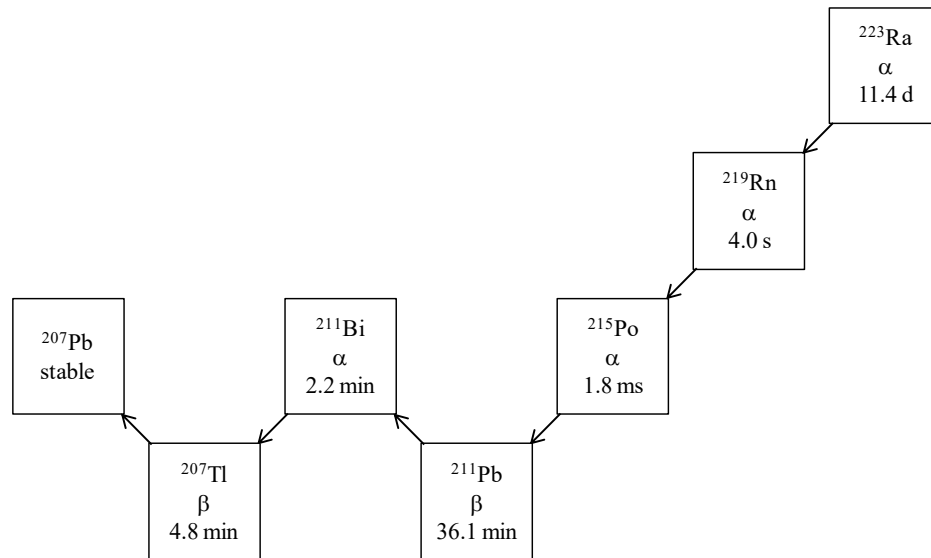 ²²³Ra
α
11.4 d
²¹⁹Rn
α
4.0 s
²⁰⁷Pb
stable
²¹¹Bi
α
2.2 min
²¹⁵Po
α
1.8 ms
²⁰⁷Tl
β
4.8 min
²¹¹Pb
β
36.1 min